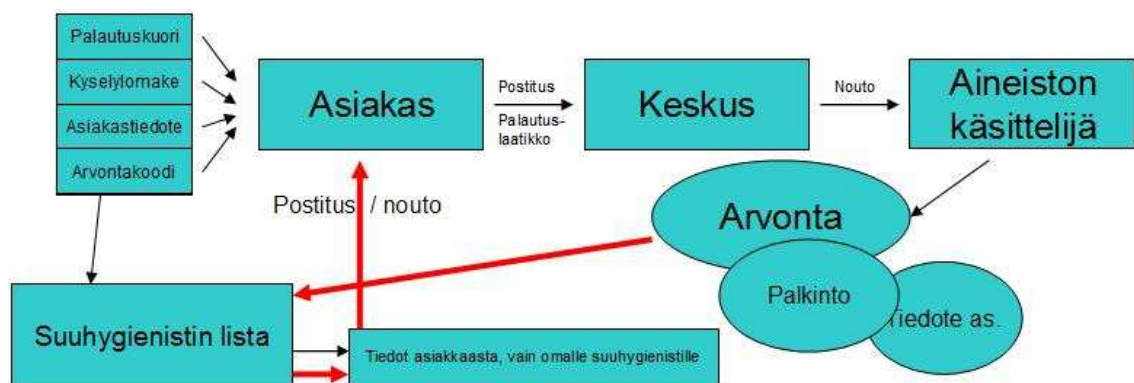 Palautuskuori
Kyselylomake
Asiakastiedote
Arvontakoodi
Asiakas
Postitus
Palautus-
laatikko
Keskus
Nouto
Aineiston
käsittelijä
Postitus / nouto
Arvonta
Palkinto
Tiedote as.
Suuhygienistin lista
Tiedot asiakkaasta, vain omalle suuhygienistille